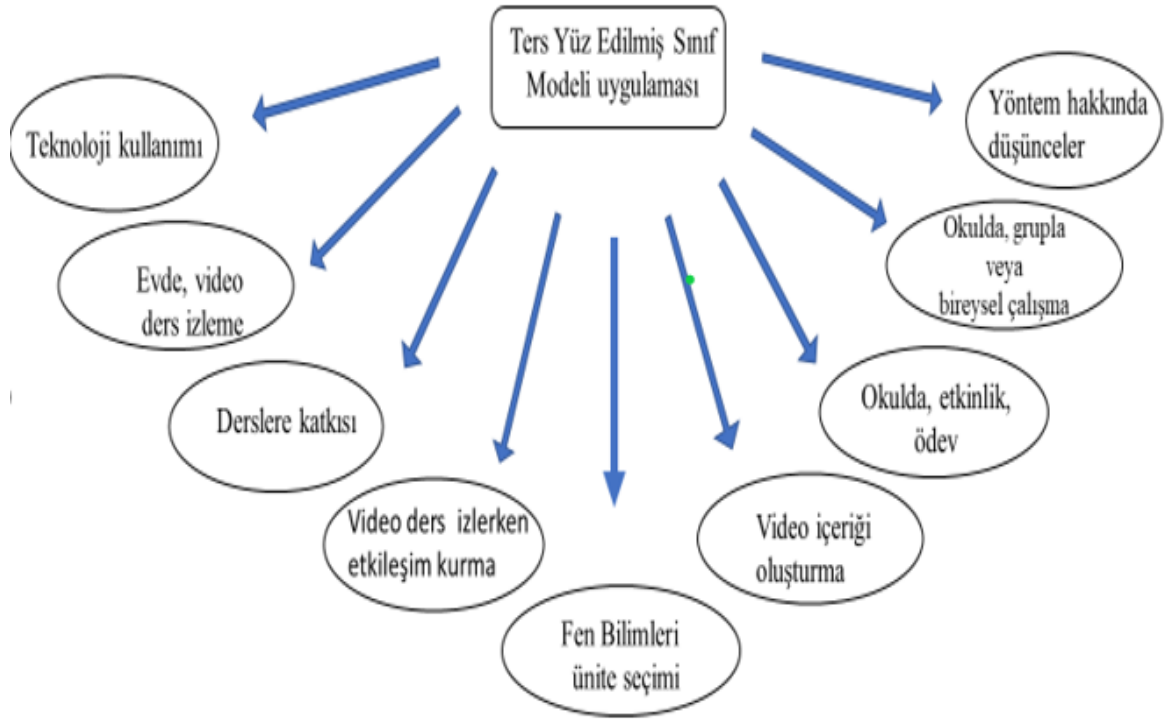 Ters Yüz Edilmiş Sınıf
Modeli uygulaması
Teknoloji kullanımı
Evde, video
ders izleme
Derslere katkısı
Video ders izlerken
etkileşim kurma
Fen Bilimleri
ünite seçimi
Video içeriği
oluşturma
Okulda, etkinlik,
ödev
Okulda, grupla
veya
bireysel çalışma
Yöntem hakkında
düşünceler